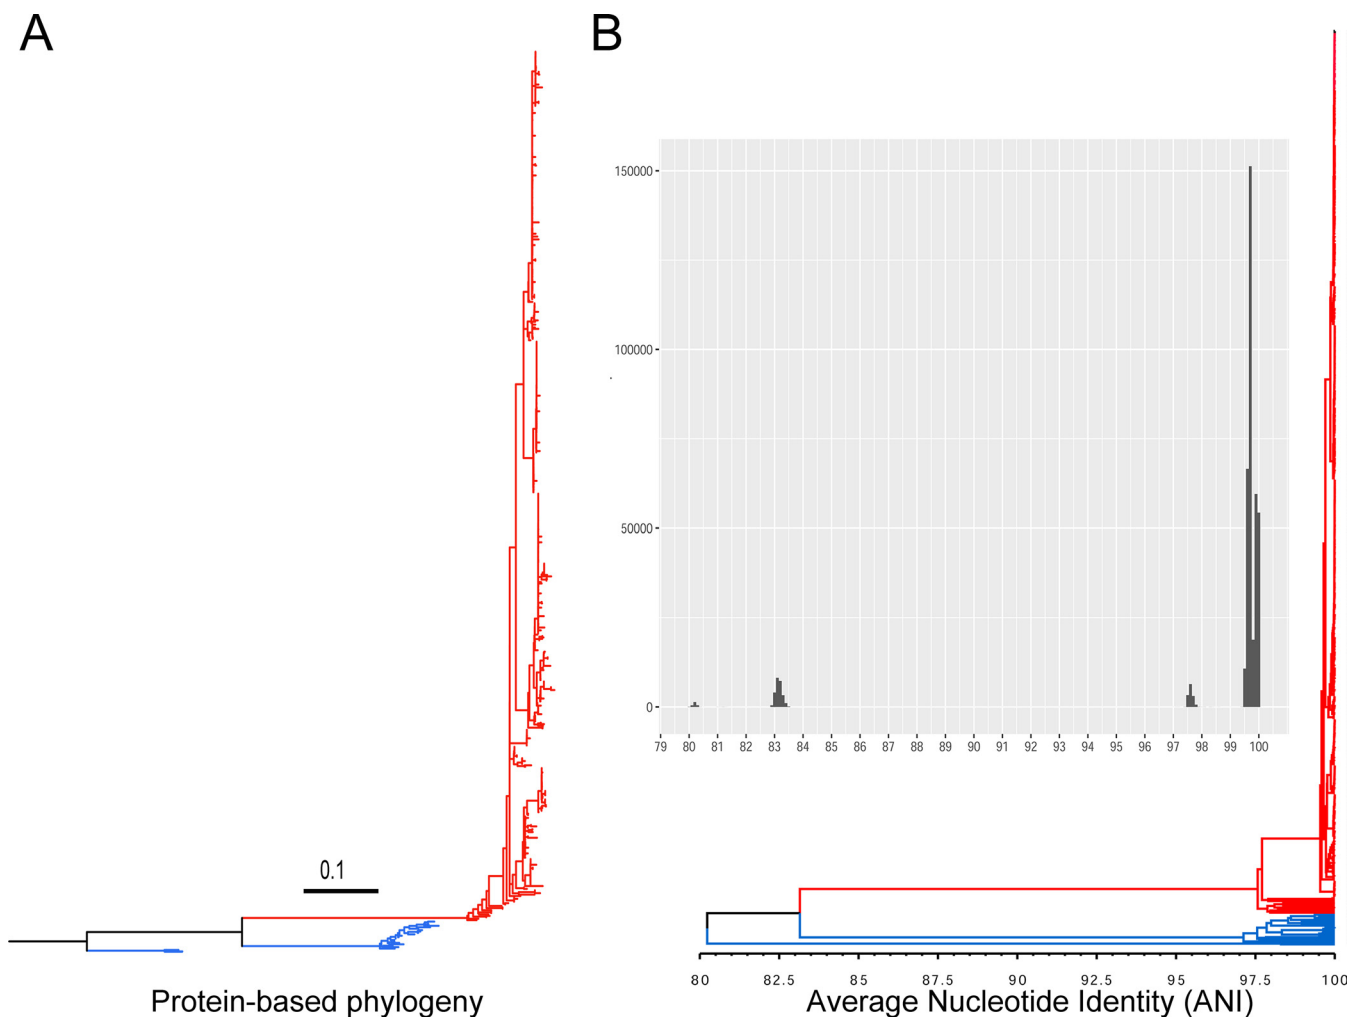 A
B
150000
100000
50000
0
79 80 81 82 83 84 85 86 87 88 89 90 91 92 93 94 95 96 97 98 99 100
0.1
80 82.5 85 87.5 90 92.5 95 97.5 100
Protein-based phylogeny
Average Nucleotide Identity (ANI)